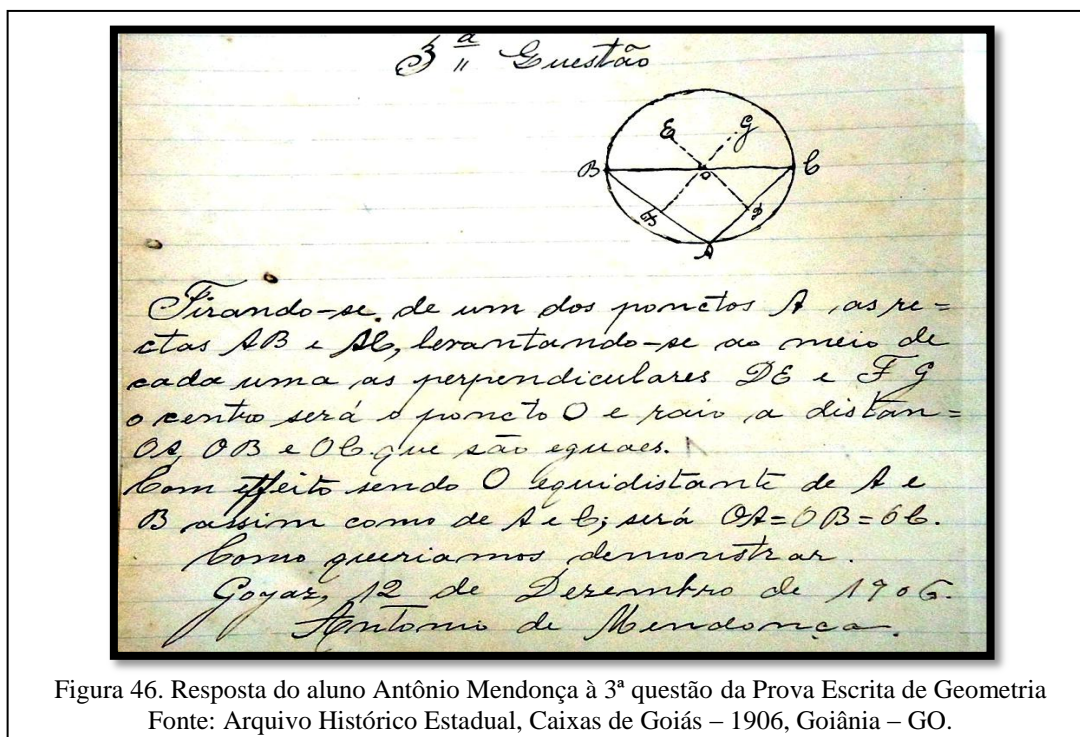 3ª Questão
E G
B O C
F D
A
Tirando-se, de um dos ponctos A, as re=
ctas AB e AC, levantando-se ao meio de
cada uma as perpendiculares DE e FG
o centro será o poncto O e raio a distan=
OA, OB e OC que são eguaes.
Com effeito sendo O equidistante de A e
B assim como de A e C; será OA=OB=OC.
Como queriamos demonstrar.
Goyaz, 12 de Dezembro de 1906.
Antonio de Mendonça.
Figura 46. Resposta do aluno Antônio Mendonça à 3ª questão da Prova Escrita de Geometria
Fonte: Arquivo Histórico Estadual, Caixas de Goiás – 1906, Goiânia – GO.